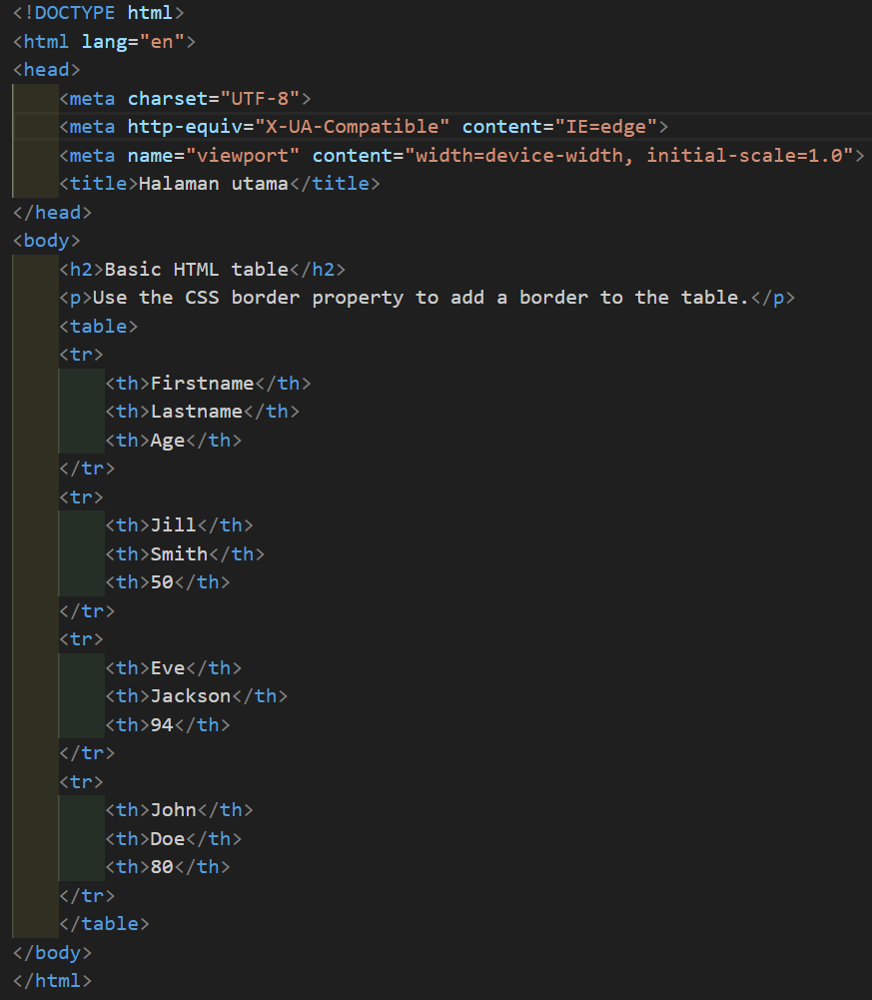 <!DOCTYPE html>
<html lang="en">
<head>
    <meta charset="UTF-8">
    <meta http-equiv="X-UA-Compatible" content="IE=edge">
    <meta name="viewport" content="width=device-width, initial-scale=1.0">
    <title>Halaman utama</title>
</head>
<body>
    <h2>Basic HTML table</h2>
    <p>Use the CSS border property to add a border to the table.</p>
    <table>
    <tr>
        <th>Firstname</th>
        <th>Lastname</th>
        <th>Age</th>
    </tr>
    <tr>
        <th>Jill</th>
        <th>Smith</th>
        <th>50</th>
    </tr>
    <tr>
        <th>Eve</th>
        <th>Jackson</th>
        <th>94</th>
    </tr>
    <tr>
        <th>John</th>
        <th>Doe</th>
        <th>80</th>
    </tr>
    </table>
</body>
</html>